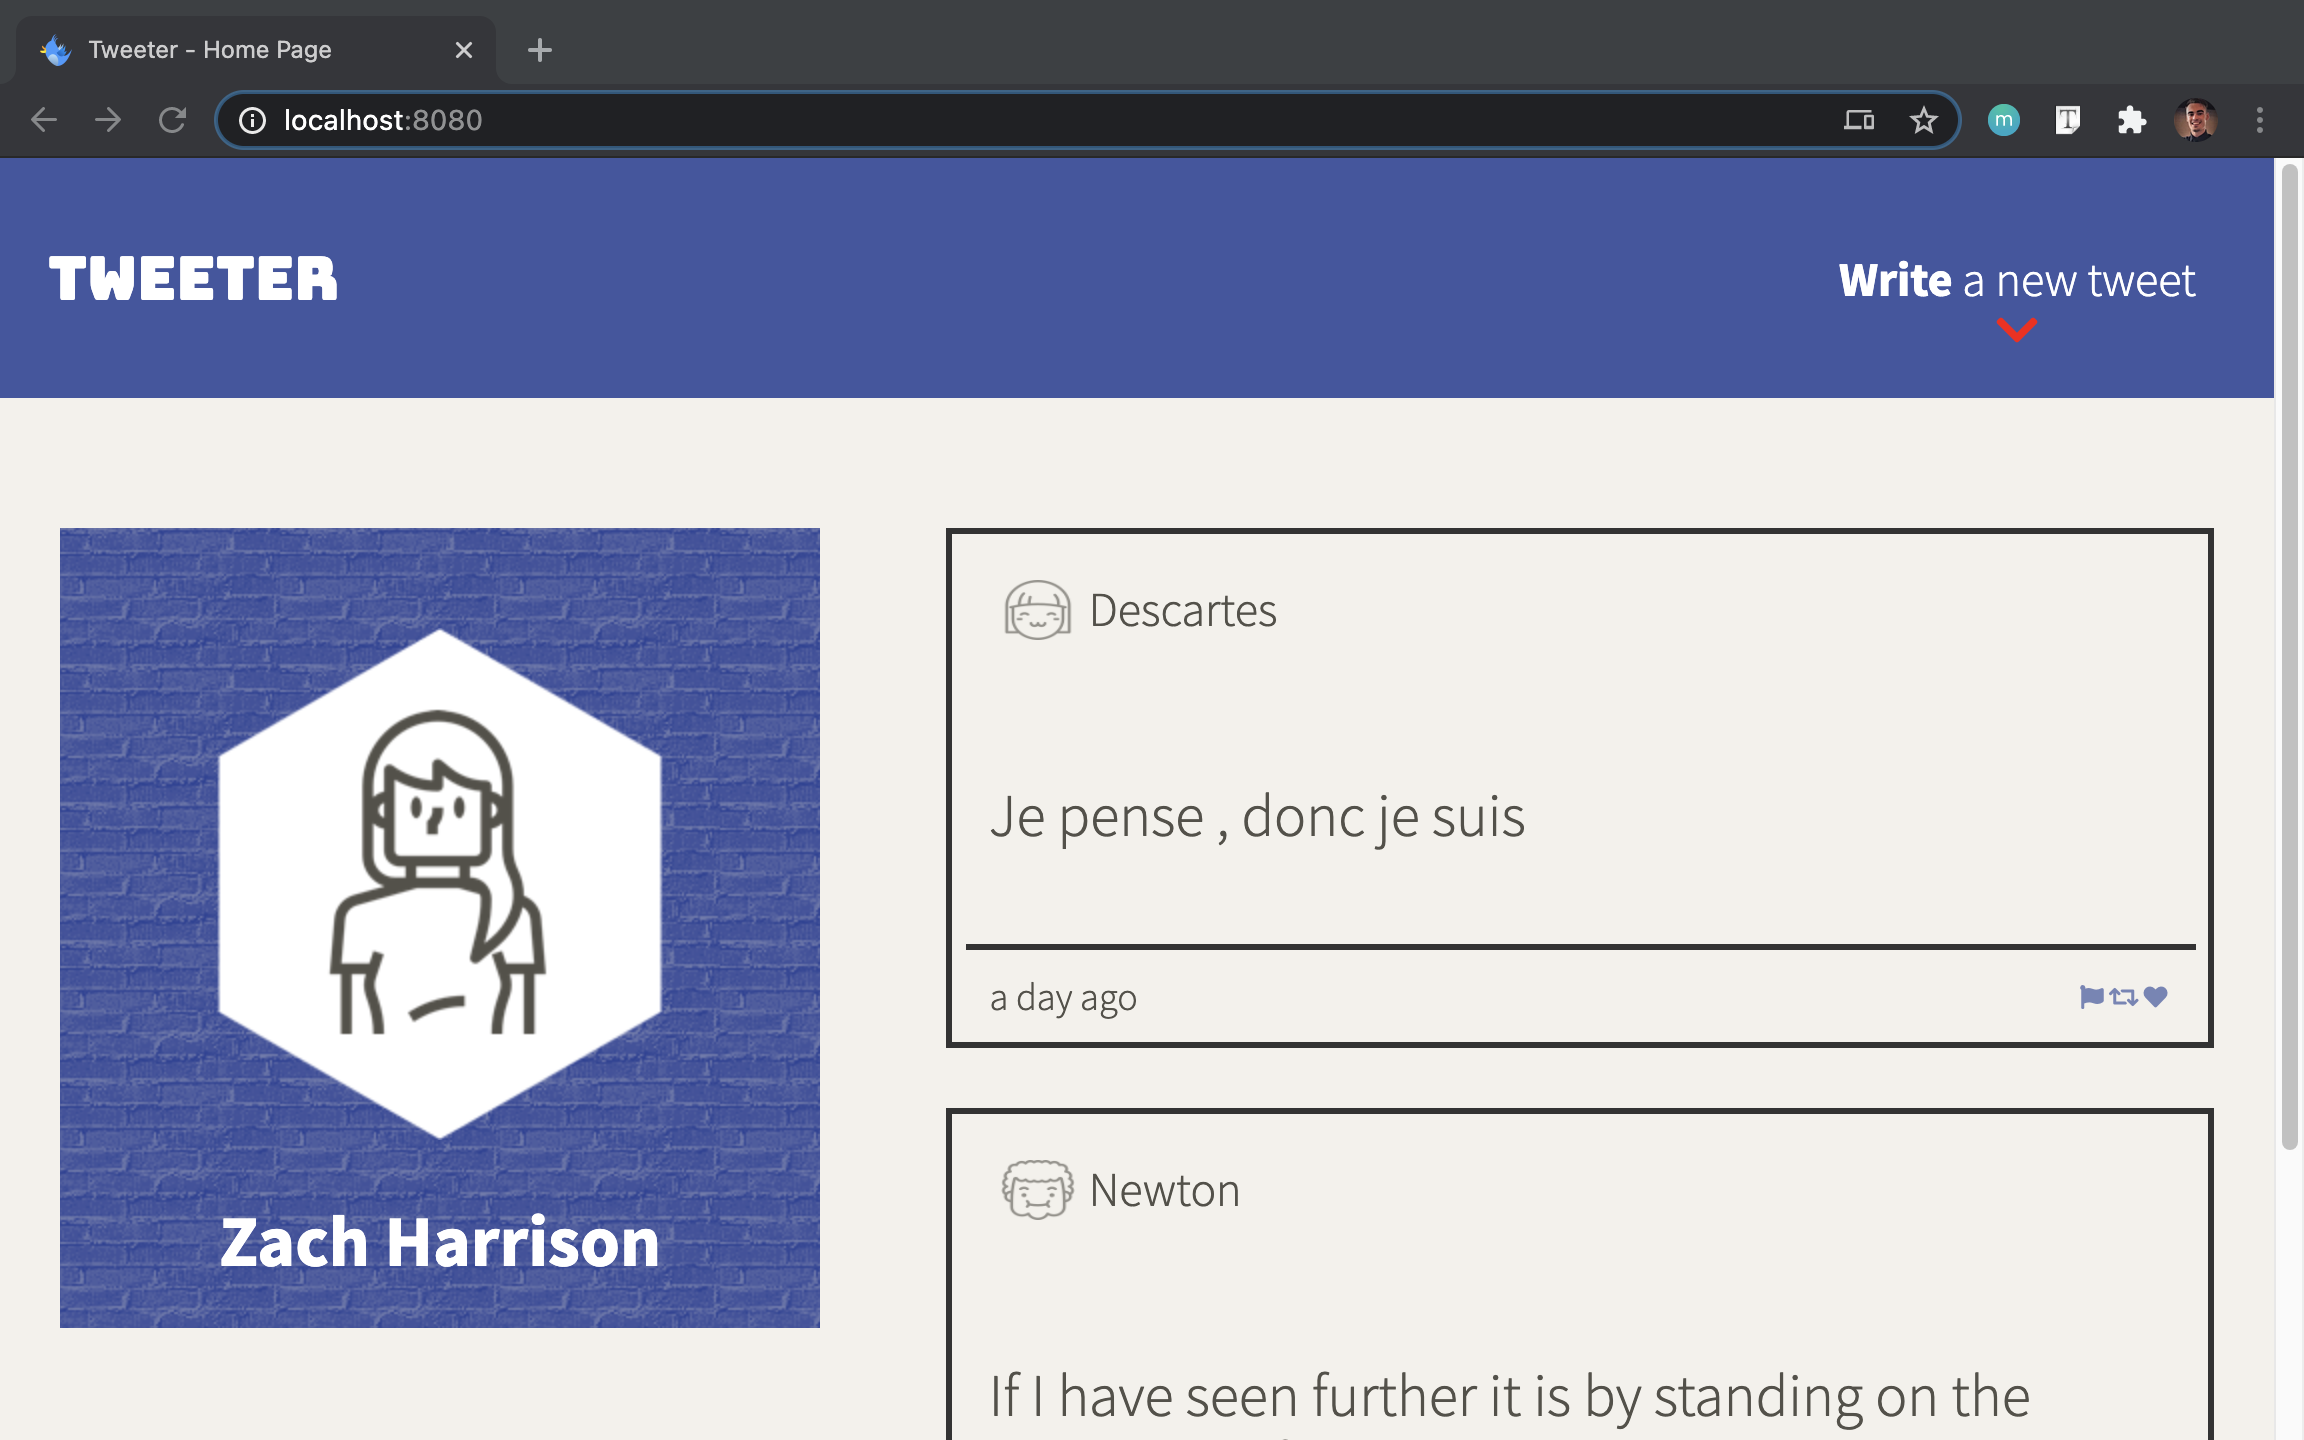 Tweeter - Home Page
localhost:8080
m
T
TWEETER
Write a new tweet
Zach Harrison
Descartes
Je pense , donc je suis
a day ago
Newton
If I have seen further it is by standing on the